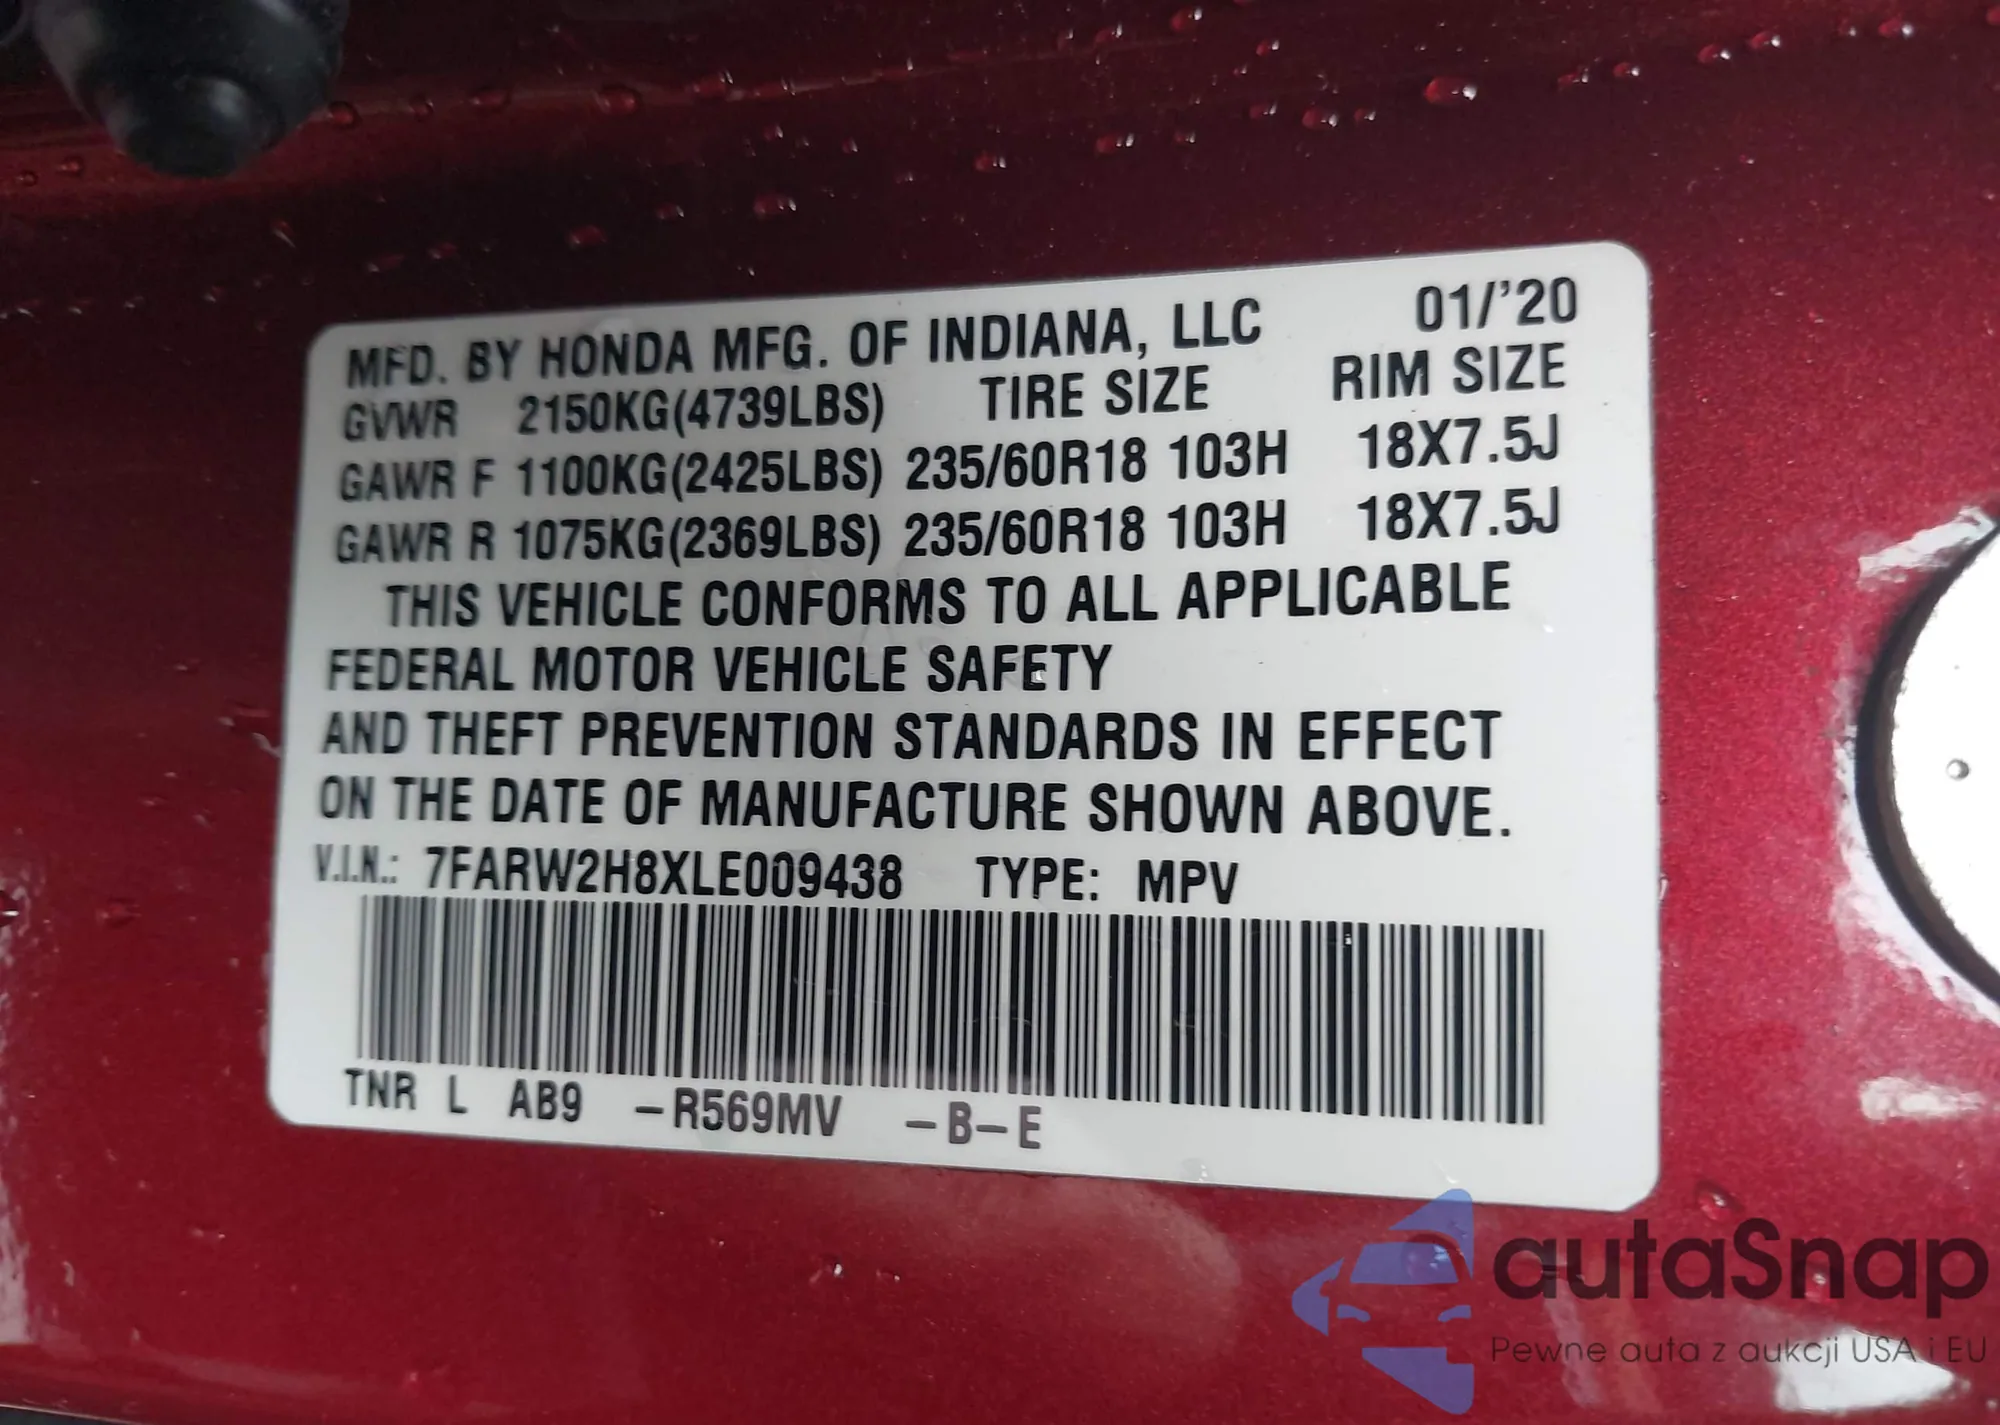 MFD. BY HONDA MFG. OF INDIANA, LLC 01/'20
GVWR 2150KG(4739LBS) TIRE SIZE RIM SIZE
GAWR F 1100KG(2425LBS) 235/60R18 103H 18X7.5J
GAWR R 1075KG(2369LBS) 235/60R18 103H 18X7.5J
THIS VEHICLE CONFORMS TO ALL APPLICABLE
FEDERAL MOTOR VEHICLE SAFETY
AND THEFT PREVENTION STANDARDS IN EFFECT
ON THE DATE OF MANUFACTURE SHOWN ABOVE.
V.I.N.: 7FARW2H8XLE009438 TYPE: MPV
TNR L AB9 –R569MV –B–E
autaSnap
Pewne auta z aukcji USA i EU